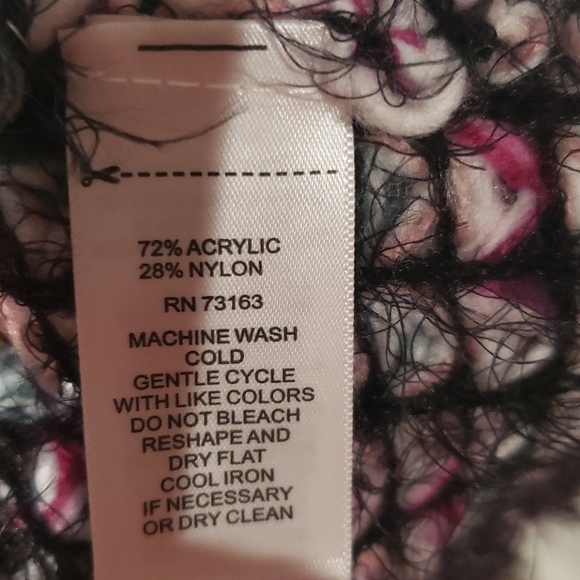 72% ACRYLIC
28% NYLON
RN 73163
MACHINE WASH
COLD
GENTLE CYCLE
WITH LIKE COLORS
DO NOT BLEACH
RESHAPE AND
DRY FLAT
COOL IRON
IF NECESSARY
OR DRY CLEAN